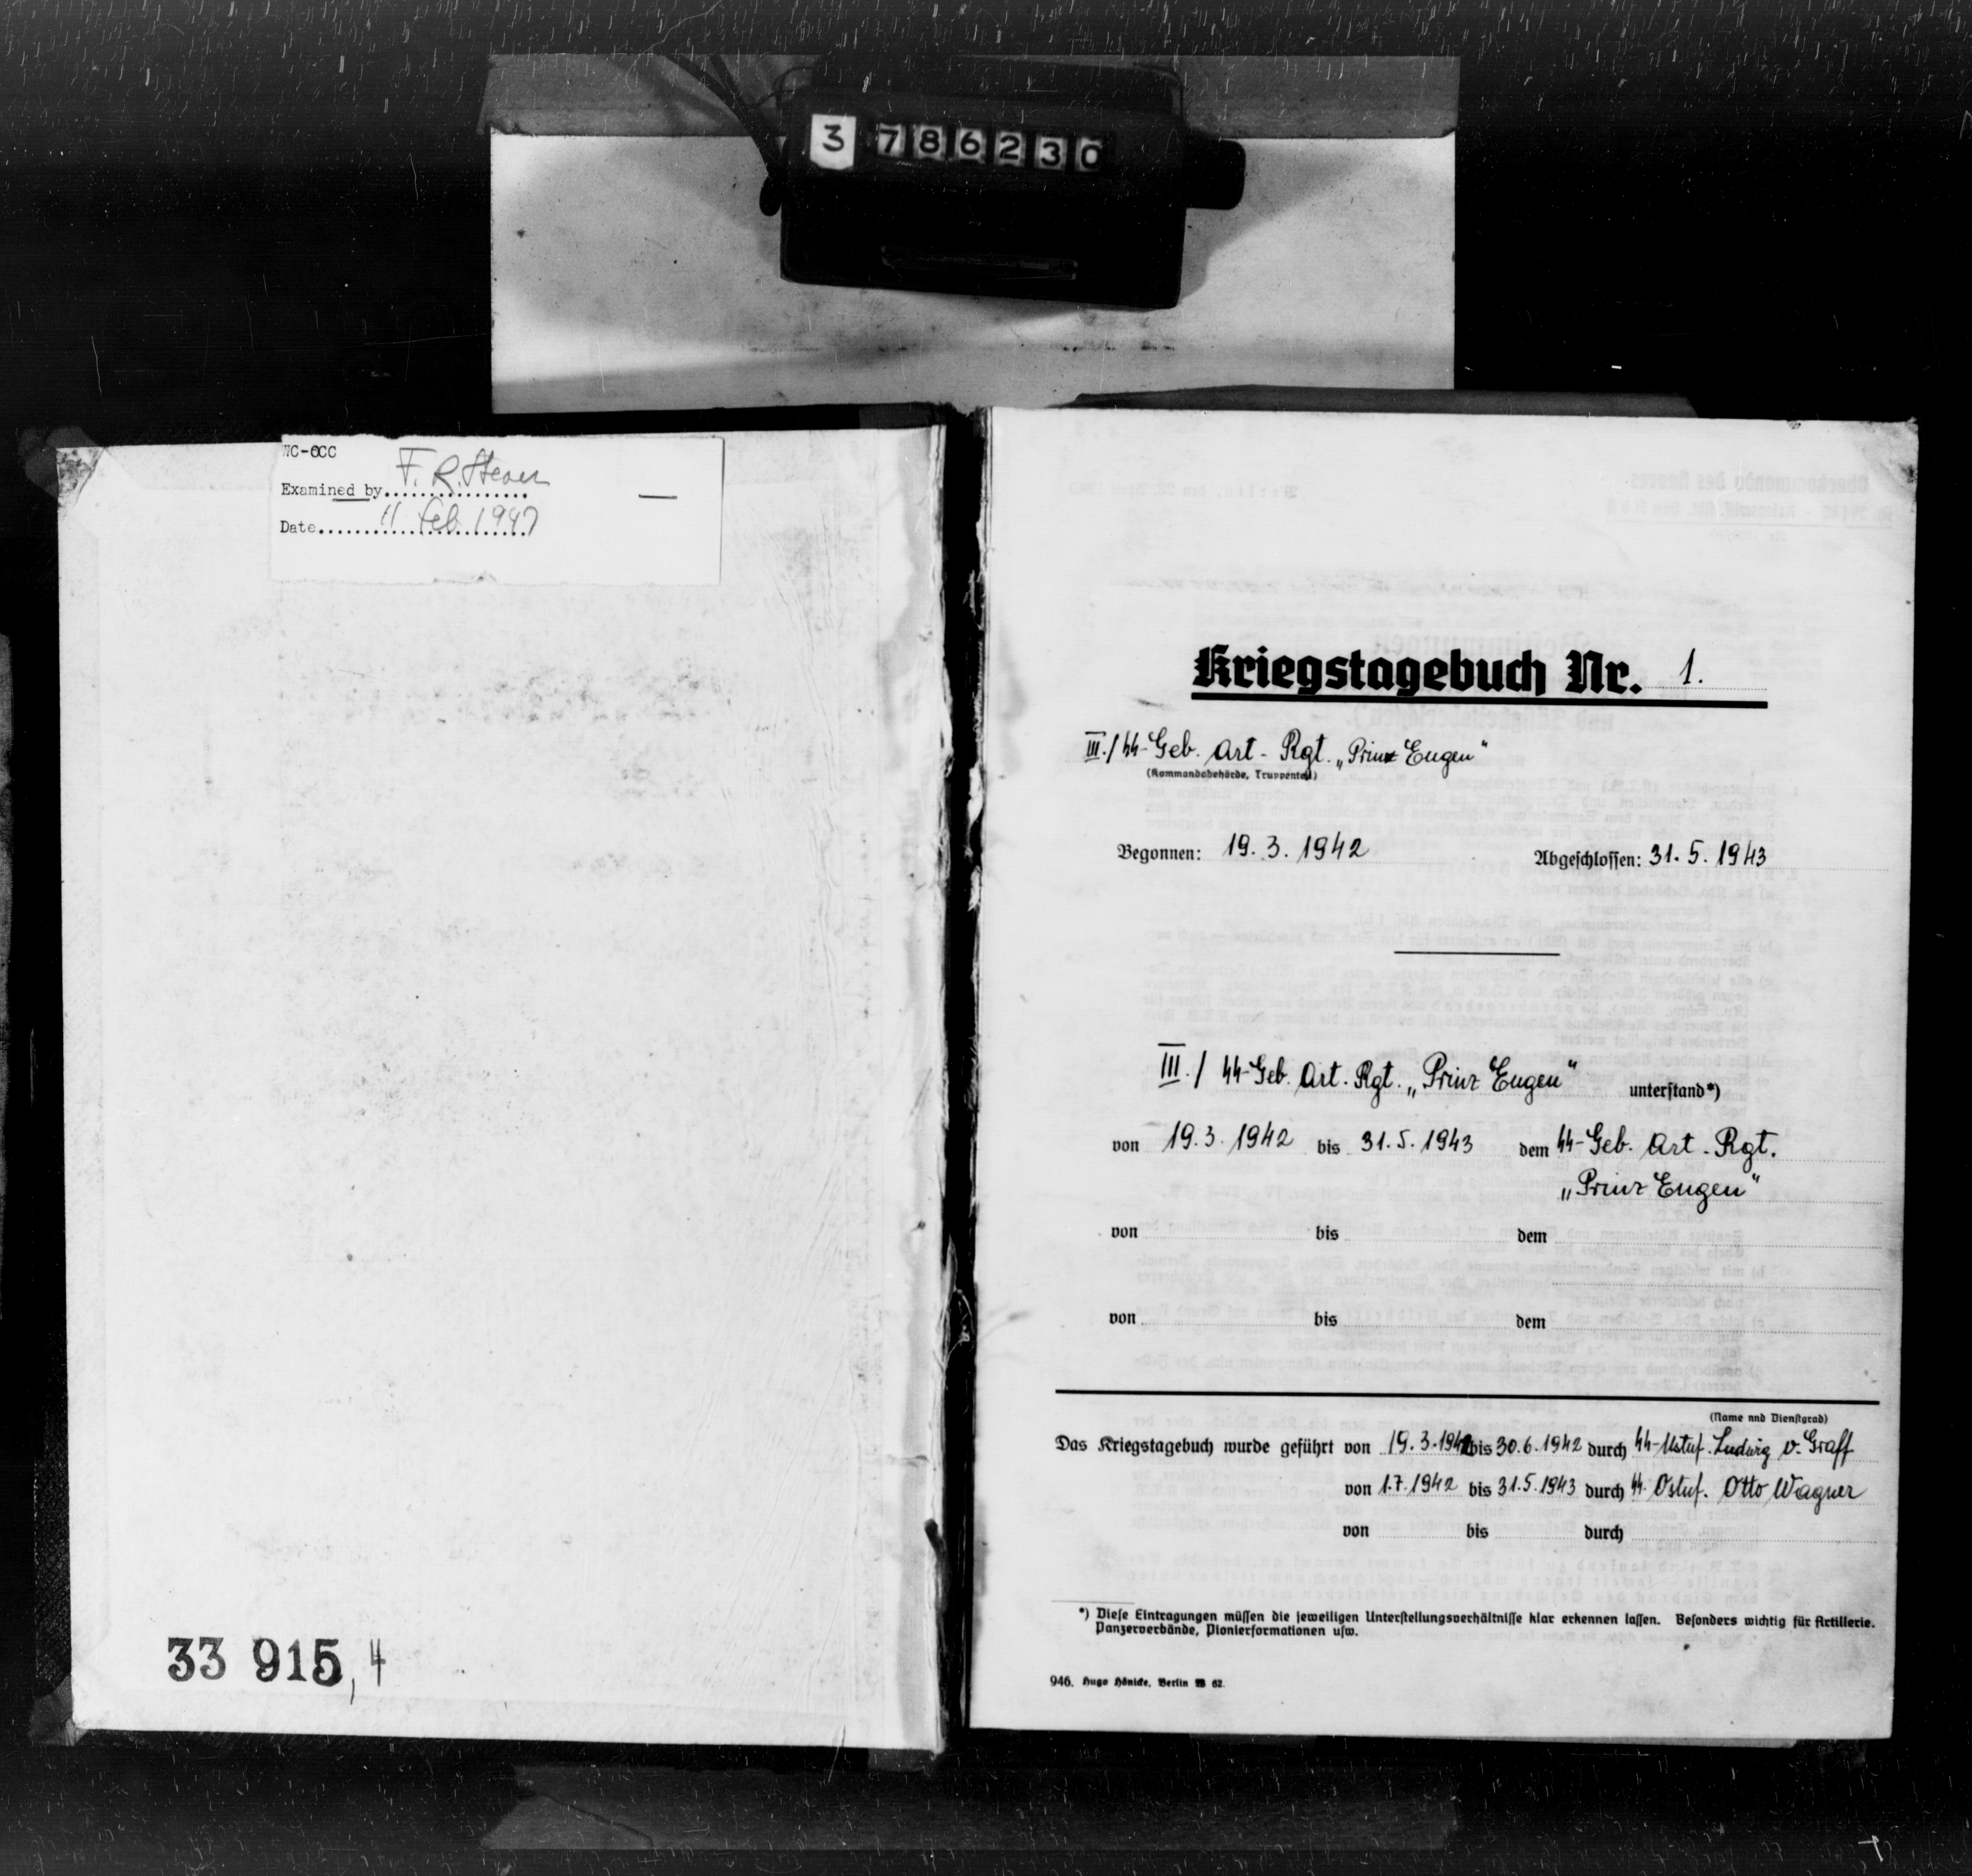 3 786230
WC-OCC
Examined by F. R.
Date 11 Feb 1947
33 915,4
Kriegstagebuch Nr. 1.
III./ SS-Geb. Art-Rgt. „Prinz Eugen"
(Kommandobehörde, Truppenteil)
Begonnen: 19. 3. 1942 Abgeschlossen: 31. 5. 1943
III./ SS-Geb. Art. Rgt. „Prinz Eugen" unterstand*)
von 19. 3. 1942 bis 31. 5. 1943 dem SS-Geb. Art.-Rgt.
„Prinz Eugen"
von bis dem
von bis dem
(Name nnd Dienstgrad)
Das Kriegstagebuch wurde geführt von 19. 3. 1942 bis 30. 6. 1942 durch SS-Ustuf. Ludwig v. Graff
von 1.7. 1942 bis 31.5. 1943 durch SS Ostuf. Otto Wagner
von bis durch
*) Diese Eintragungen müssen die jeweiligen Unterstellungsverhältnisse klar erkennen lassen. Besonders wichtig für Artillerie.
Panzerverbände, Pionierformationen usw.
946. Hugo Hönicke, Berlin W 62.